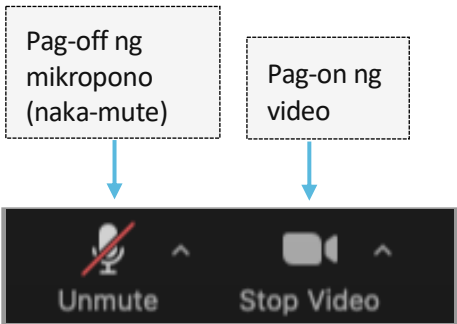 Pag-off ng
mikropono
(naka-mute)
Pag-on ng
video
Unmute
Stop Video